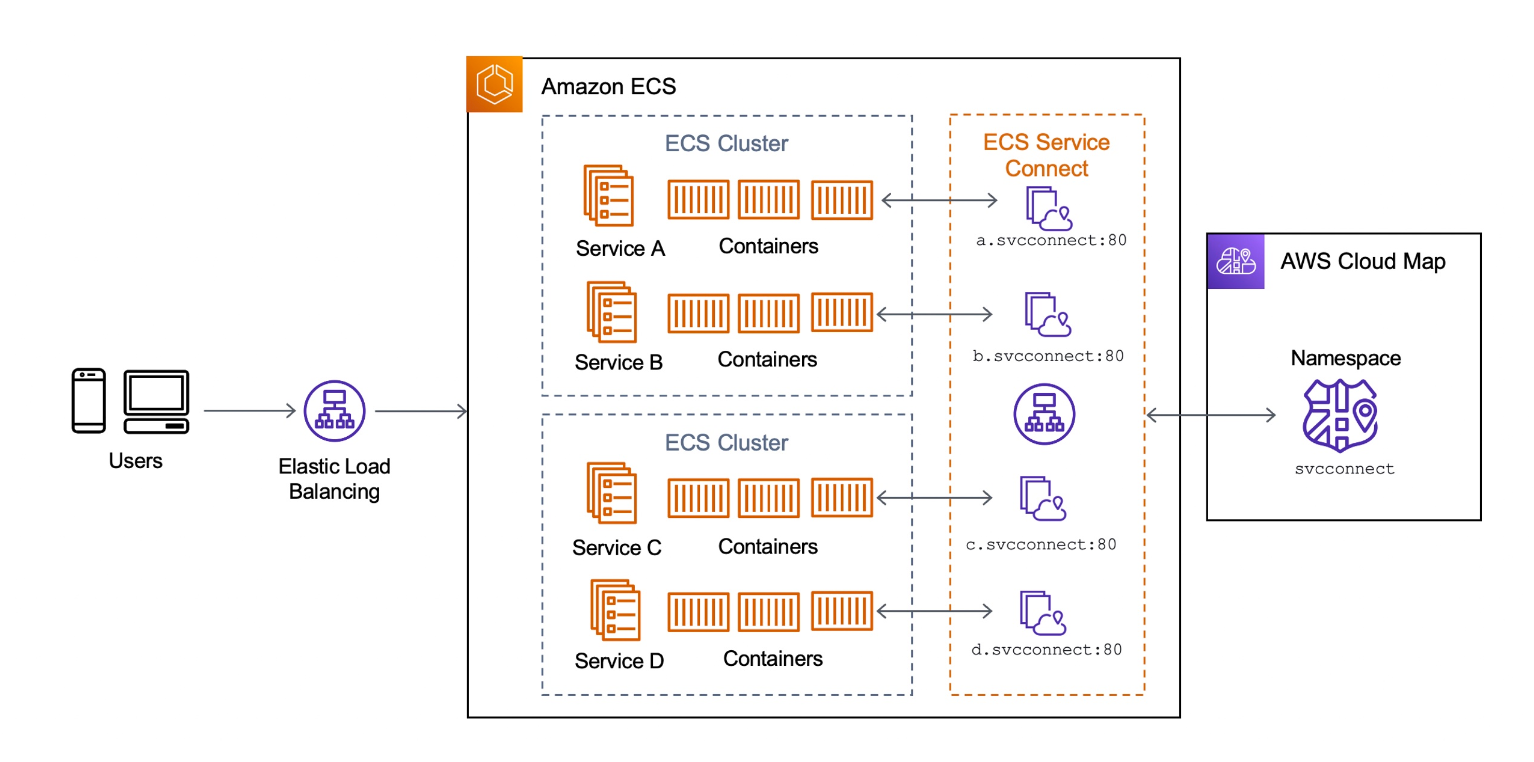 Amazon ECS
ECS Cluster
Service A
Containers
Service B
Containers
ECS Cluster
Service C
Containers
Service D
Containers
ECS Service
Connect
a.svcconnect:80
b.svcconnect:80
c.svcconnect:80
d.svcconnect:80
Users
Elastic Load
Balancing
AWS Cloud Map
Namespace
svcconnect